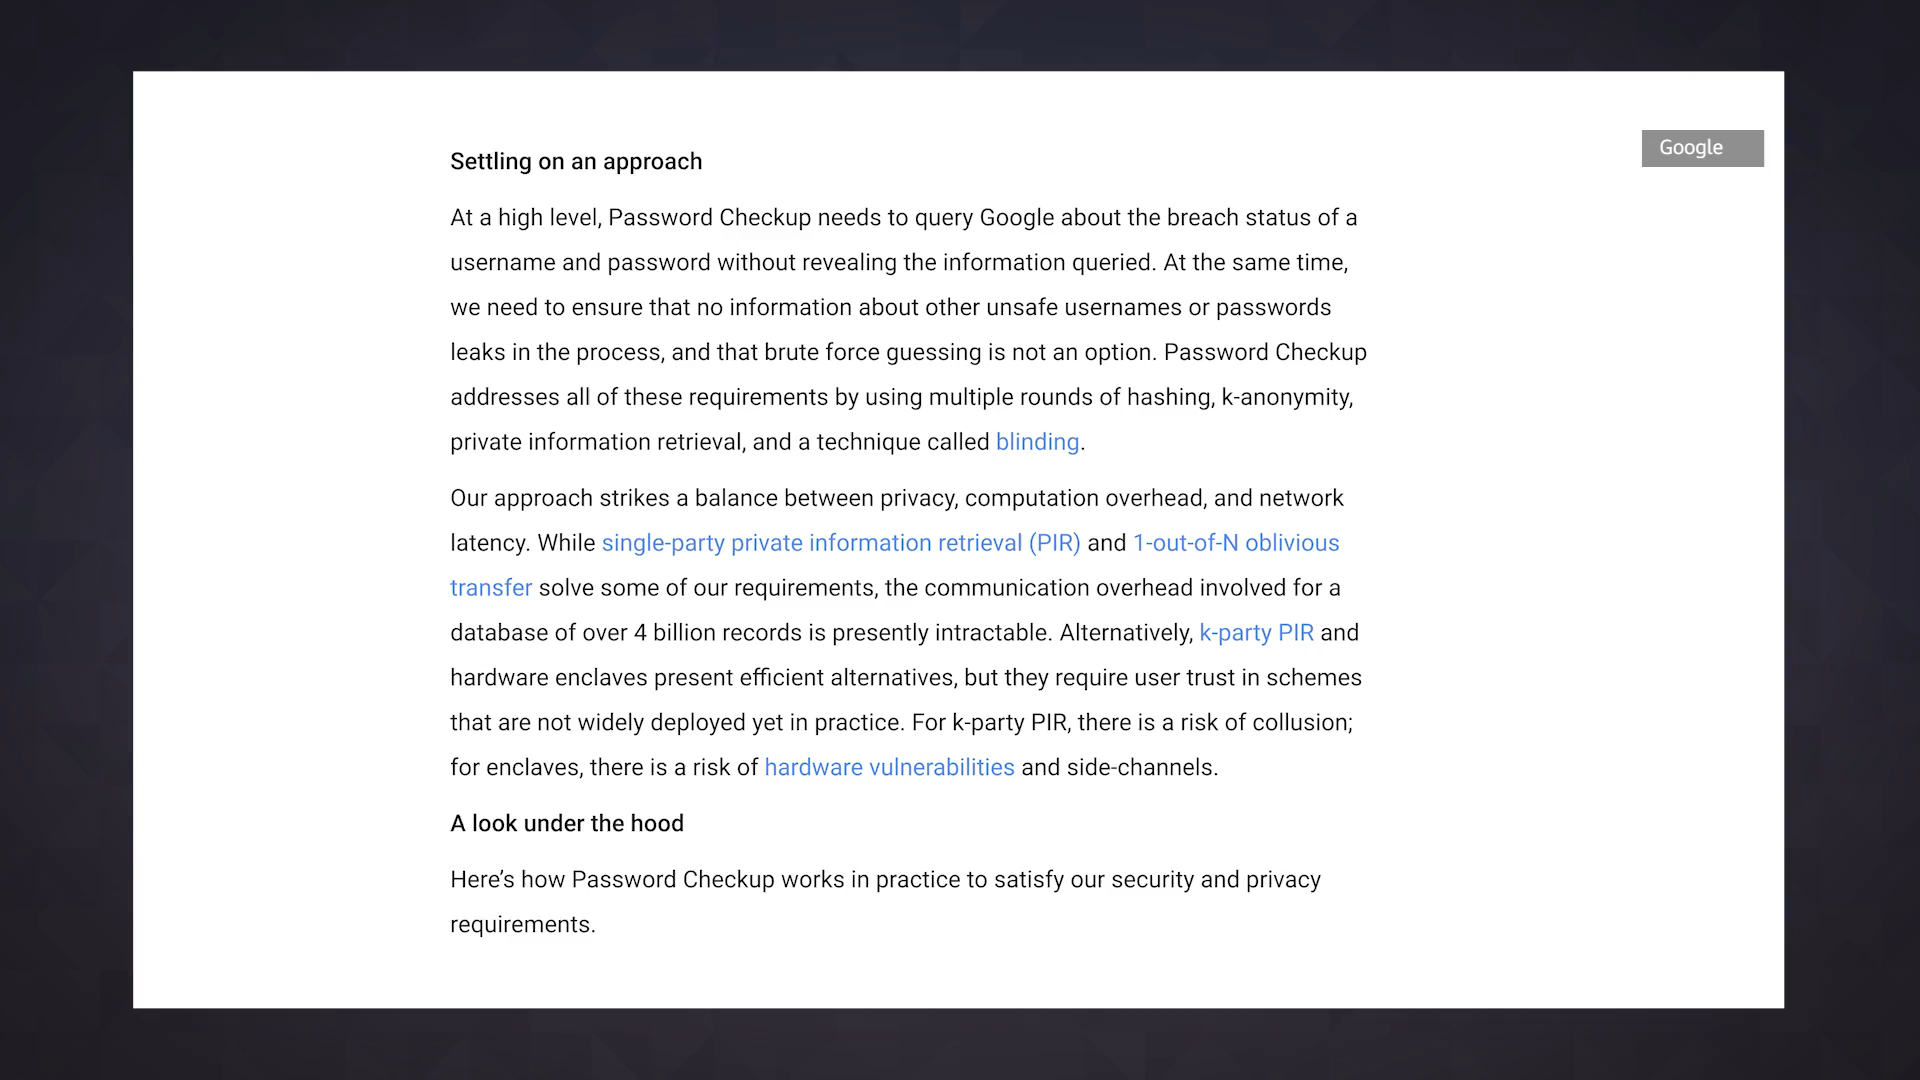 Google
Settling on an approach
At a high level, Password Checkup needs to query Google about the breach status of a
username and password without revealing the information queried. At the same time,
we need to ensure that no information about other unsafe usernames or passwords
leaks in the process, and that brute force guessing is not an option. Password Checkup
addresses all of these requirements by using multiple rounds of hashing, k-anonymity,
private information retrieval, and a technique called blinding.
Our approach strikes a balance between privacy, computation overhead, and network
latency. While single-party private information retrieval (PIR) and 1-out-of-N oblivious
transfer solve some of our requirements, the communication overhead involved for a
database of over 4 billion records is presently intractable. Alternatively, k-party PIR and
hardware enclaves present efficient alternatives, but they require user trust in schemes
that are not widely deployed yet in practice. For k-party PIR, there is a risk of collusion;
for enclaves, there is a risk of hardware vulnerabilities and side-channels.
A look under the hood
Here’s how Password Checkup works in practice to satisfy our security and privacy
requirements.